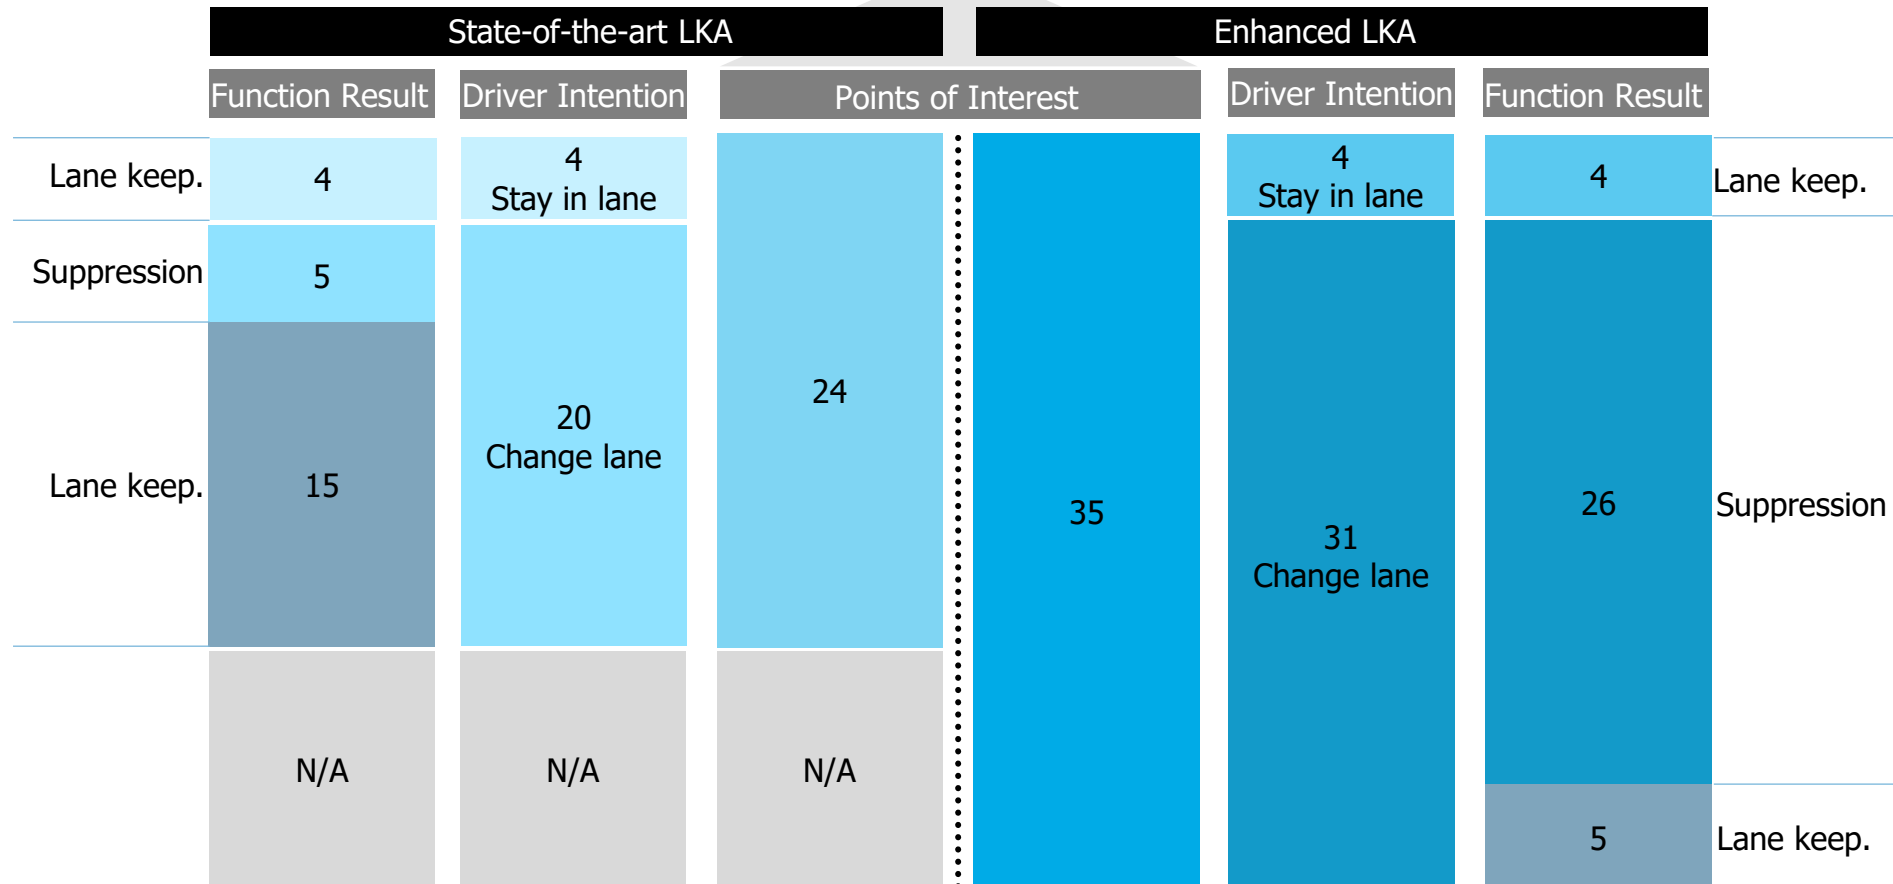 State-of-the-art LKA
Enhanced LKA
Function Result
Driver Intention
Points of Interest
Driver Intention
Function Result
Lane keep.
4
4
Stay in lane
4
Stay in lane
4
Lane keep.
Suppression
5
24
20
Change lane
Lane keep.
15
35
31
Change lane
26
Suppression
N/A
N/A
N/A
5
Lane keep.